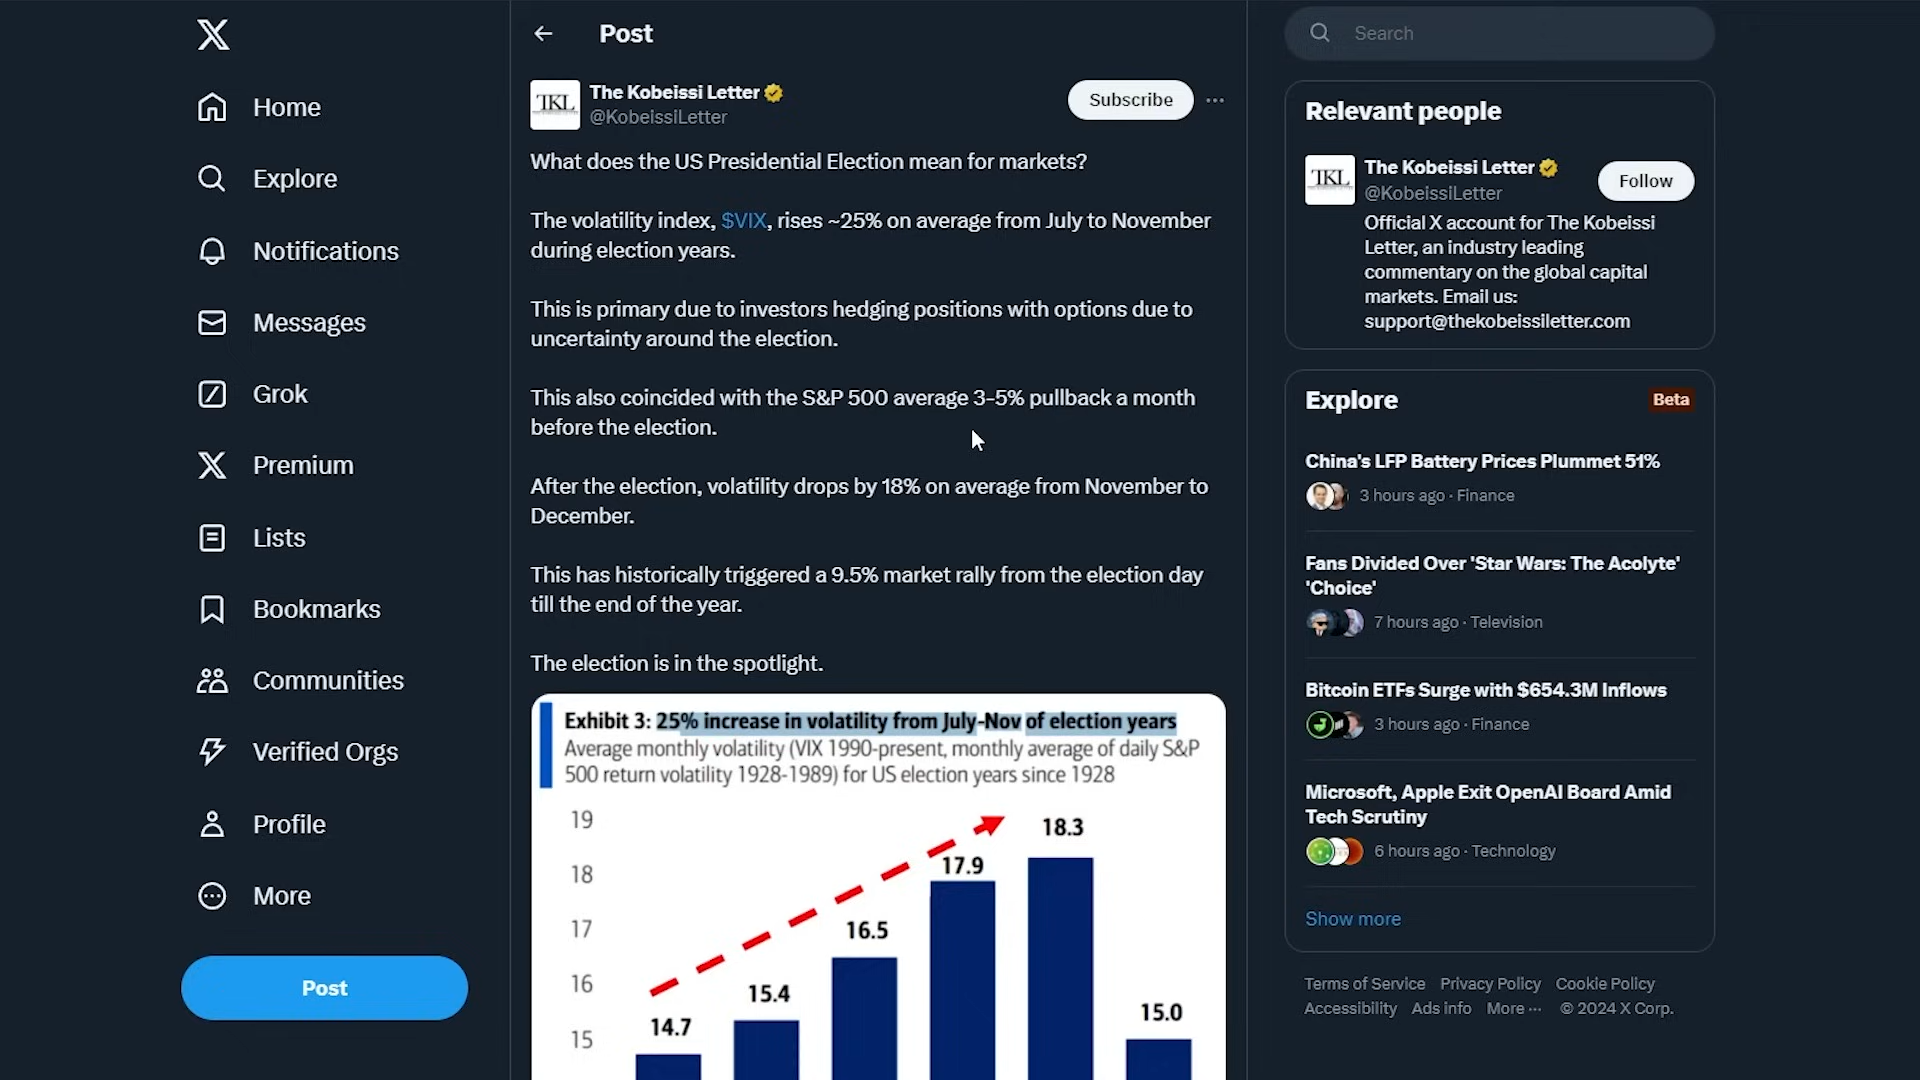 Home
Explore
Notifications
Messages
Grok
Premium
Lists
Bookmarks
Communities
Verified Orgs
Profile
More
Post
Post
TKL
The Kobeissi Letter
@KobeissiLetter
Subscribe
What does the US Presidential Election mean for markets?
The volatility index, $VIX, rises ~25% on average from July to November
during election years.
This is primary due to investors hedging positions with options due to
uncertainty around the election.
This also coincided with the S&P 500 average 3-5% pullback a month
before the election.
After the election, volatility drops by 18% on average from November to
December.
This has historically triggered a 9.5% market rally from the election day
till the end of the year.
The election is in the spotlight.
Exhibit 3: 25% increase in volatility from July-Nov of election years
Average monthly volatility (VIX 1990-present, monthly average of daily S&P
500 return volatility 1928-1989) for US election years since 1928
19
18
17
16
15
14.7
15.4
16.5
17.9
18.3
15.0
Search
Relevant people
TKL
The Kobeissi Letter
@KobeissiLetter
Follow
Official X account for The Kobeissi
Letter, an industry leading
commentary on the global capital
markets. Email us:
support@thekobeissiletter.com
Explore
Beta
China's LFP Battery Prices Plummet 51%
3 hours ago · Finance
Fans Divided Over 'Star Wars: The Acolyte'
'Choice'
7 hours ago · Television
Bitcoin ETFs Surge with $654.3M Inflows
3 hours ago · Finance
Microsoft, Apple Exit OpenAI Board Amid
Tech Scrutiny
6 hours ago · Technology
Show more
Terms of Service Privacy Policy Cookie Policy
Accessibility Ads info More ··· © 2024 X Corp.